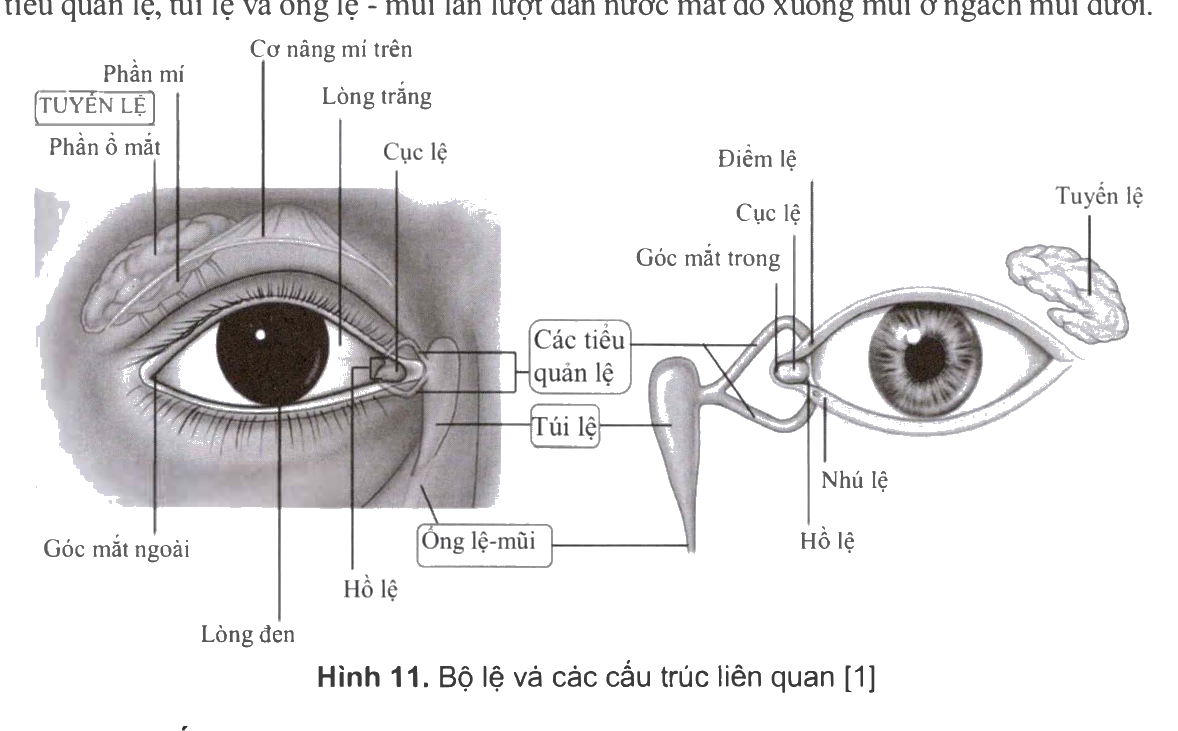 tiểu quản lệ, túi lệ và ống lệ - mũi lần lượt dẫn nước mắt đổ xuống mũi ở ngách mũi dưới.
Cơ nâng mí trên
Phần mí
TUYẾN LỆ
Lòng trắng
Phần ổ mắt
Cục lệ
Điểm lệ
Tuyến lệ
Cục lệ
Góc mắt trong
Các tiểu
quản lệ
Túi lệ
Nhú lệ
Ống lệ-mũi
Hồ lệ
Góc mắt ngoài
Hồ lệ
Lòng đen
Hình 11. Bộ lệ và các cấu trúc liên quan [1]